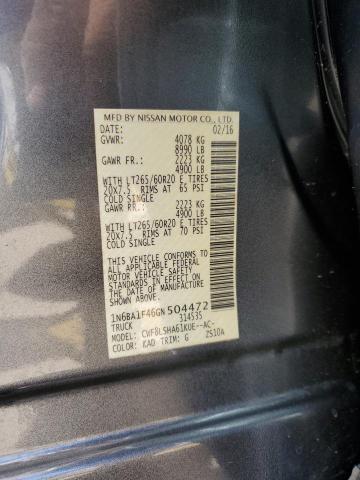 MFD BY NISSAN MOTOR CO., LTD.
DATE: 02/16
GVWR: 4078 KG
8990 LB
GAWR FR.: 2223 KG
4900 LB
WITH LT265/60R20 E TIRES
20x7.5 RIMS AT 65 PSI
COLD SINGLE
GAWR RR.: 2223 KG
4900 LB
WITH LT265/60R20 E TIRES
20x7.5 RIMS AT 70 PSI
COLD SINGLE
THIS VEHICLE CONFORMS TO ALL APPLICABLE
FEDERAL MOTOR VEHICLE SAFETY
STANDARDS IN EFFECT ON THE
DATE OF MANUFACTURE SHOWN ABOVE.
1N6BA1F46GN504472
TRUCK 314535
MODEL: CWF8LSHA61KUE--AC-
COLOR: KAD TRIM: G ZS10A